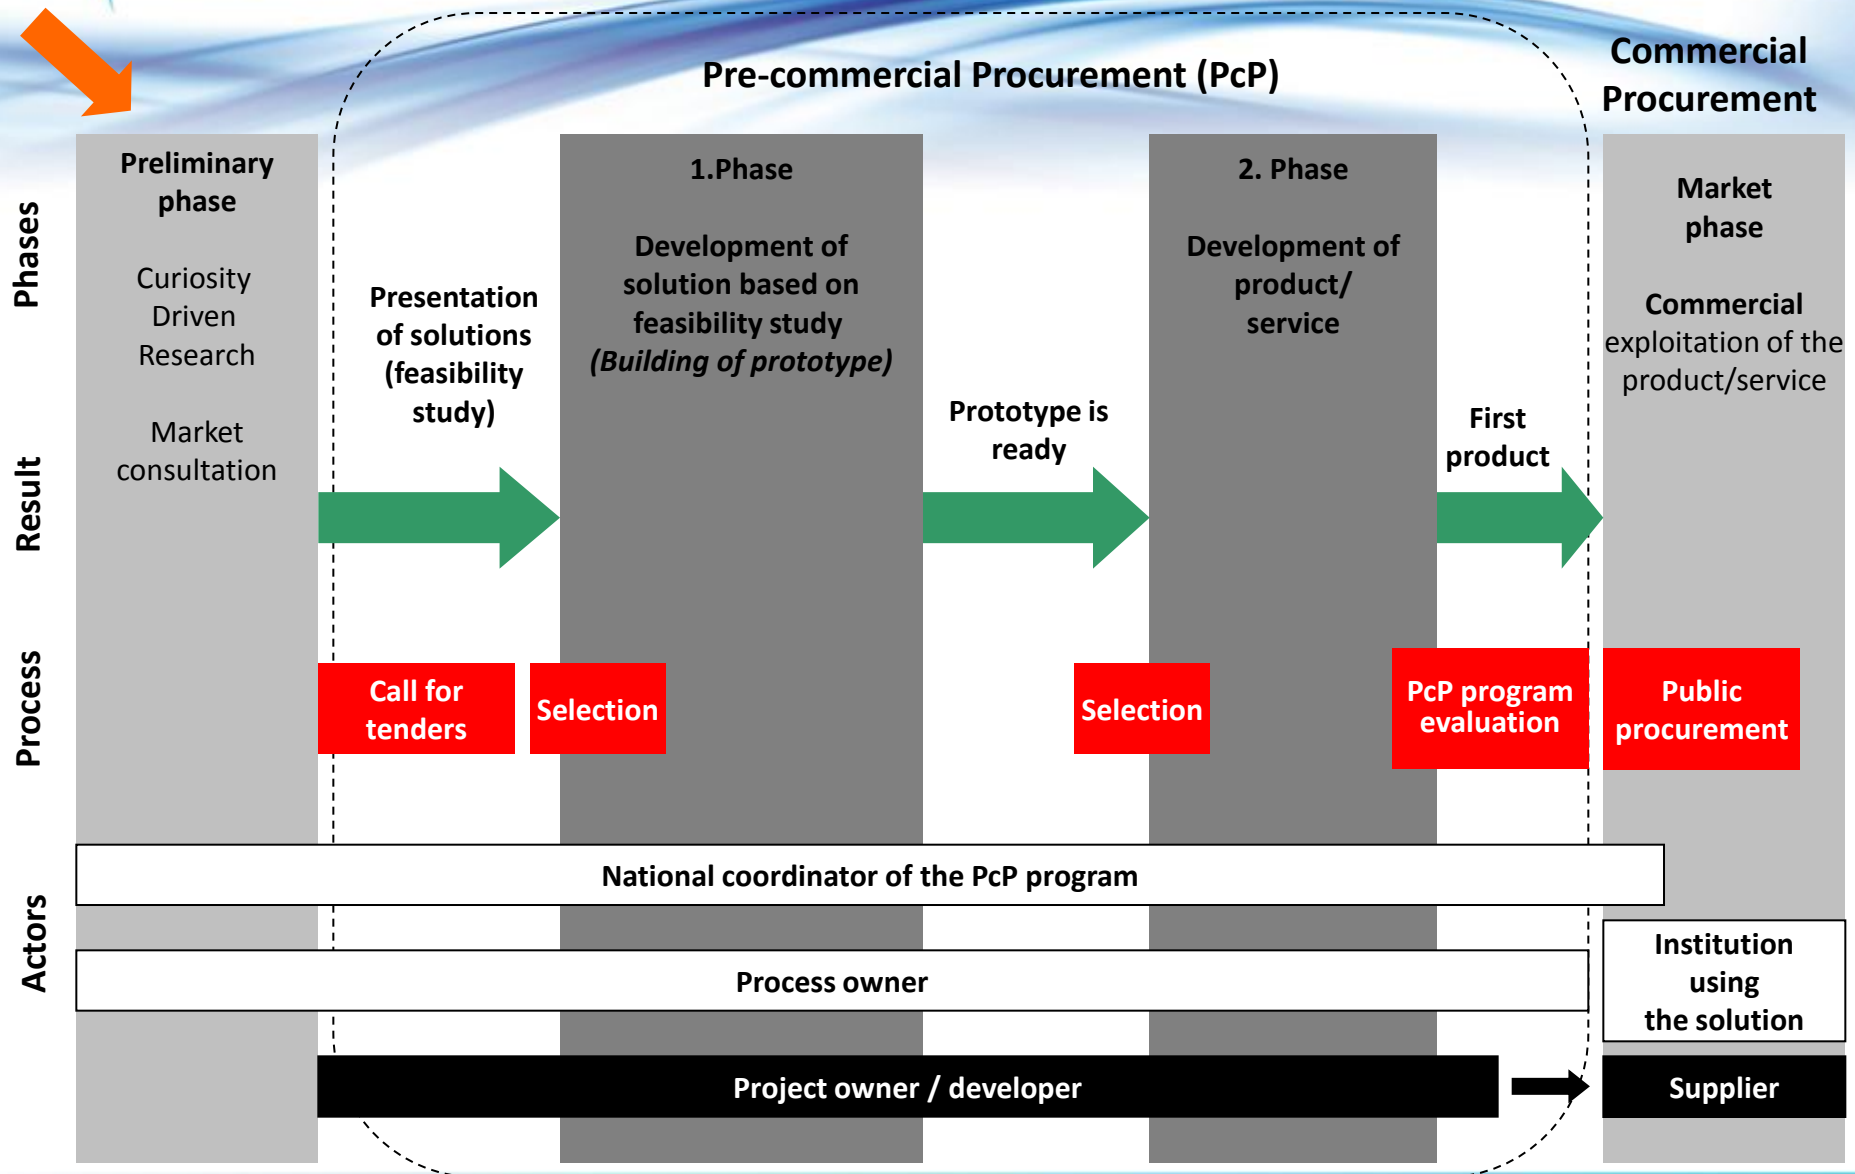 Pre-commercial Procurement (PcP)
Commercial
Procurement
Phases
Preliminary
phase
Curiosity
Driven
Research
Market
consultation
Presentation
of solutions
(feasibility
study)
1.Phase
Development of
solution based on
feasibility study
(Building of prototype)
Prototype is
ready
2. Phase
Development of
product/
service
First
product
Market
phase
Commercial
exploitation of the
product/service
Result
Process
Call for
tenders
Selection
Selection
PcP program
evaluation
Public
procurement
Actors
National coordinator of the PcP program
Process owner
Institution
using
the solution
Project owner / developer
Supplier